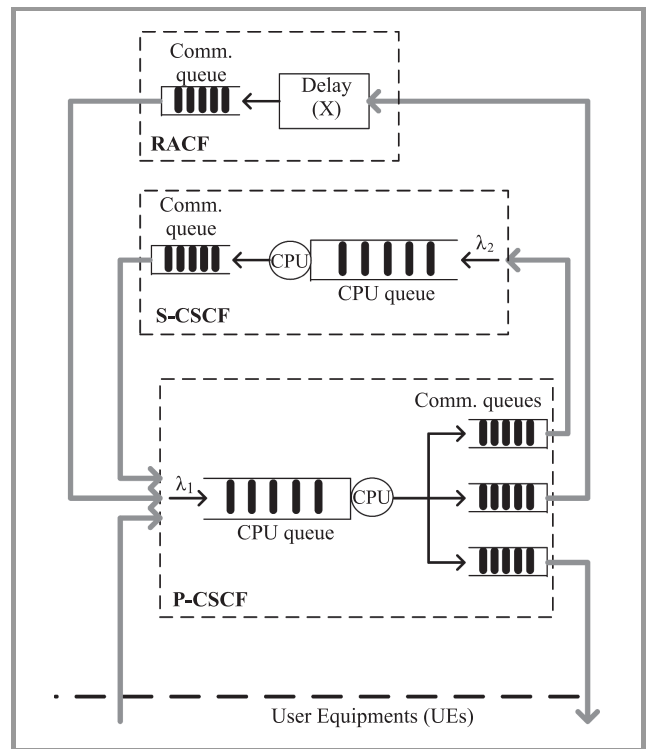 Comm.
queue
Delay
(X)
RACF
Comm.
queue
λ2
CPU
CPU queue
S-CSCF
Comm. queues
λ1
CPU
CPU queue
P-CSCF
User Equipments (UEs)